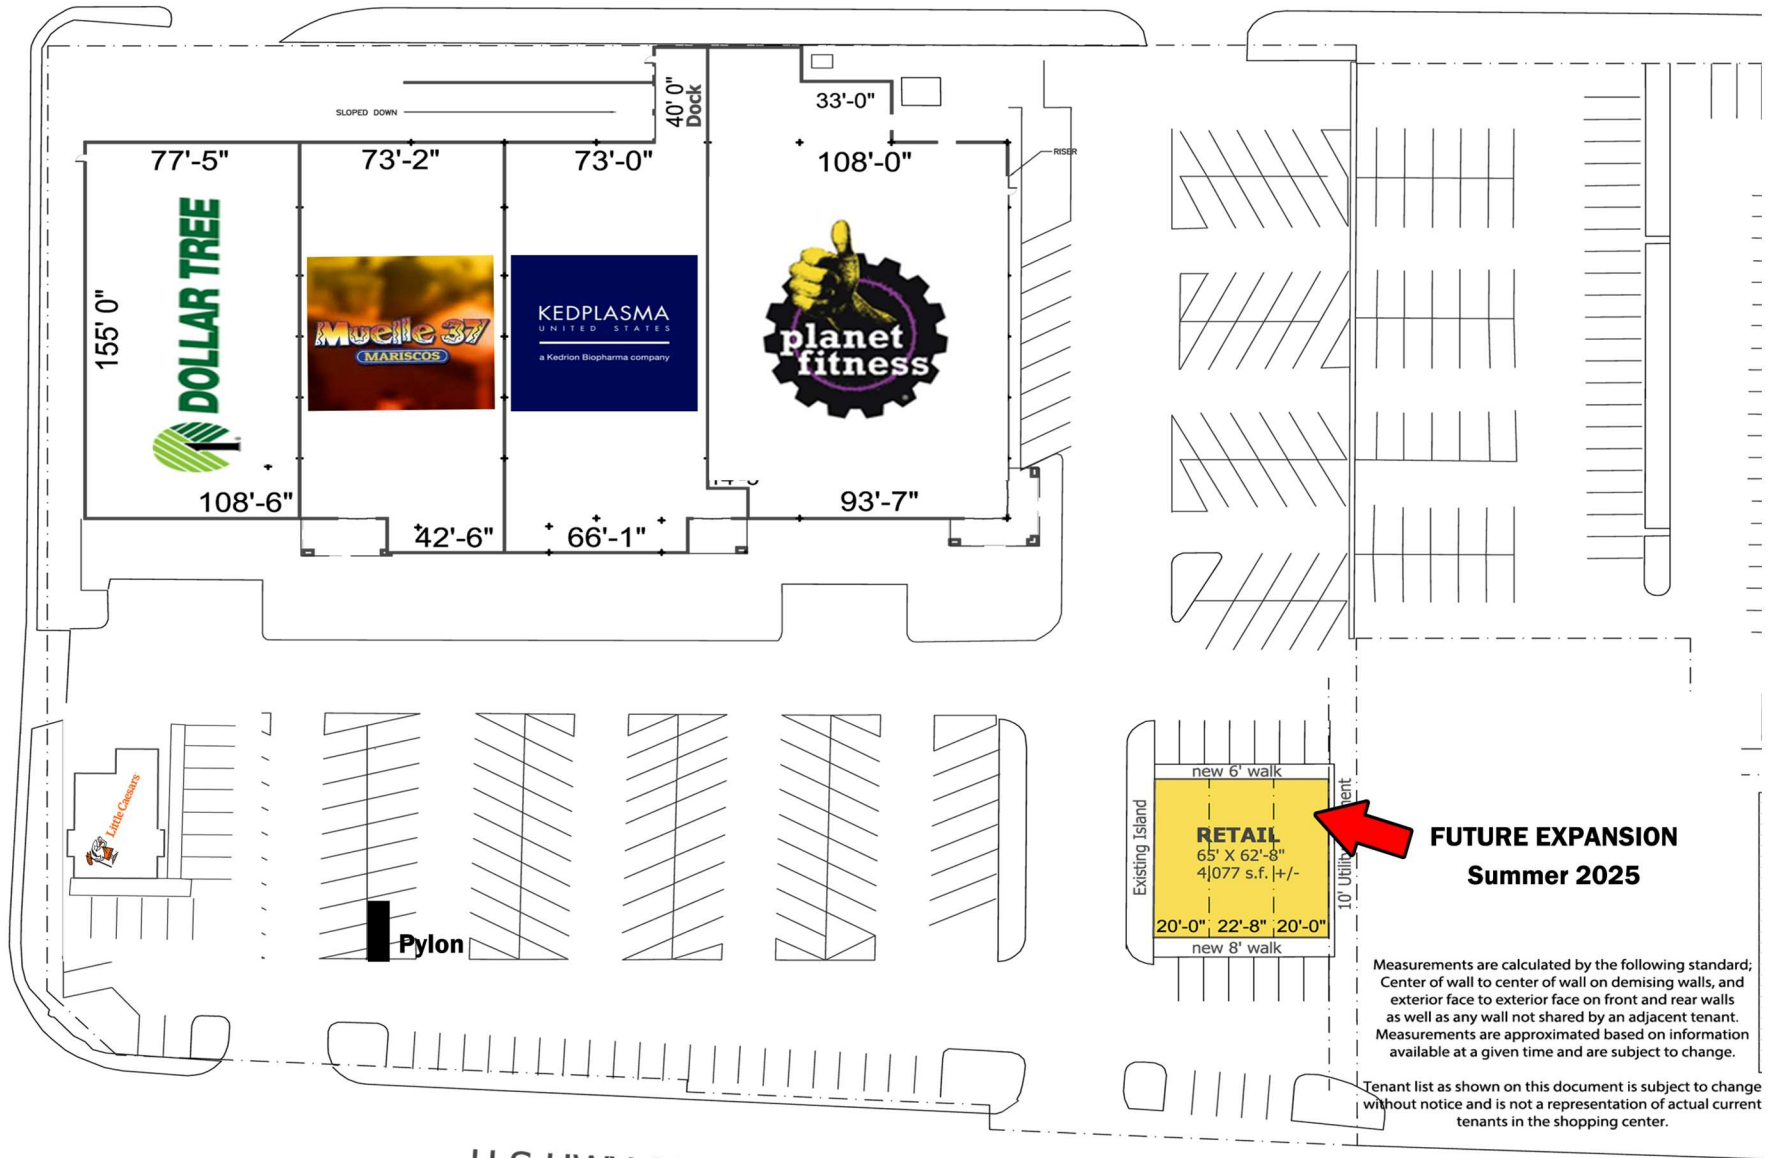 40' 0"
Dock
33'-0"
SLOPED DOWN
77'-5"
73'-2"
73'-0"
108'-0"
RISER
155' 0"
DOLLAR TREE
Muelle 37
MARISCOS
KEDPLASMA
UNITED STATES
a Kedrion Biopharma company
planet
fitness
108'-6"
42'-6"
66'-1"
93'-7"
Little Caesars
Pylon
new 6' walk
Existing Island
RETAIL
65' X 62'-8"
4,077 s.f. +/-
20'-0" 22'-8" 20'-0"
new 8' walk
10' Utility
FUTURE EXPANSION
Summer 2025
Measurements are calculated by the following standard;
Center of wall to center of wall on demising walls, and
exterior face to exterior face on front and rear walls
as well as any wall not shared by an adjacent tenant.
Measurements are approximated based on information
available at a given time and are subject to change.
Tenant list as shown on this document is subject to change
without notice and is not a representation of actual current
tenants in the shopping center.